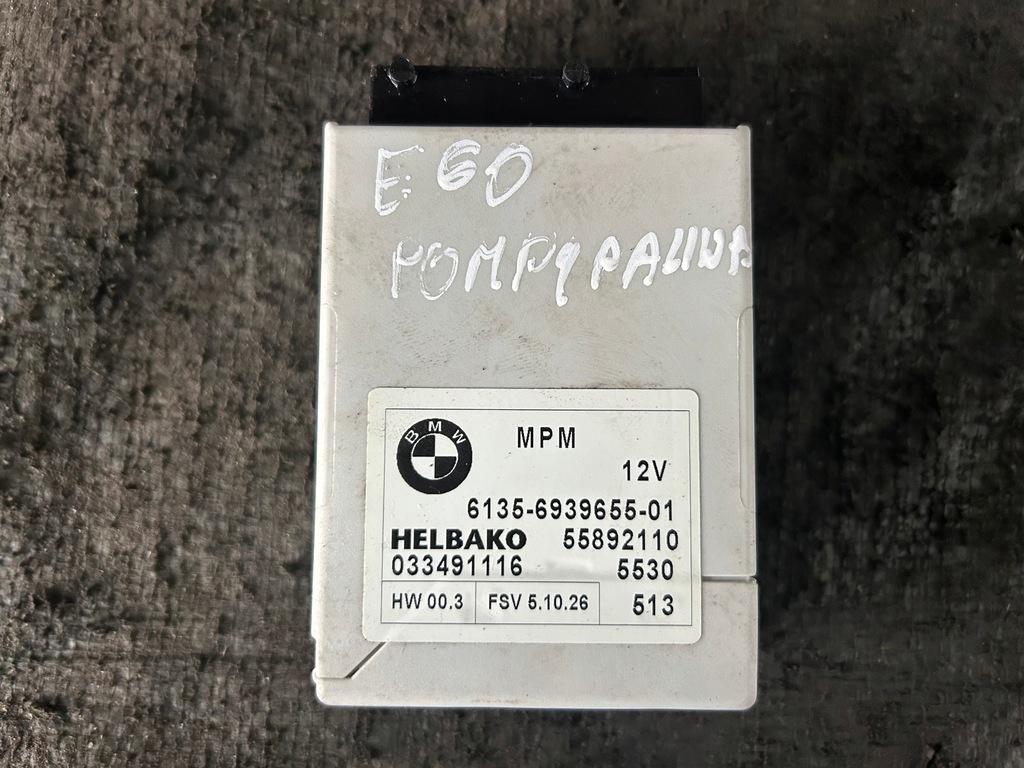 E60
POMPA PALIWA
BMW
MPM
12V
6135-6939655-01
HELBAKO 55892110
033491116 5530
HW 00.3 FSV 5.10.26 513